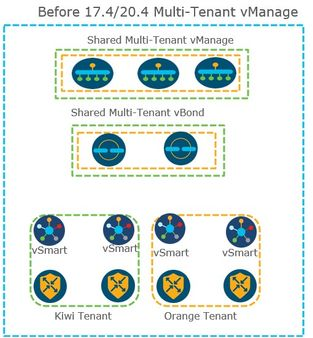 Before 17.4/20.4 Multi-Tenant vManage
Shared Multi-Tenant vManage
Shared Multi-Tenant vBond
vSmart vSmart vSmart vSmart
Kiwi Tenant Orange Tenant